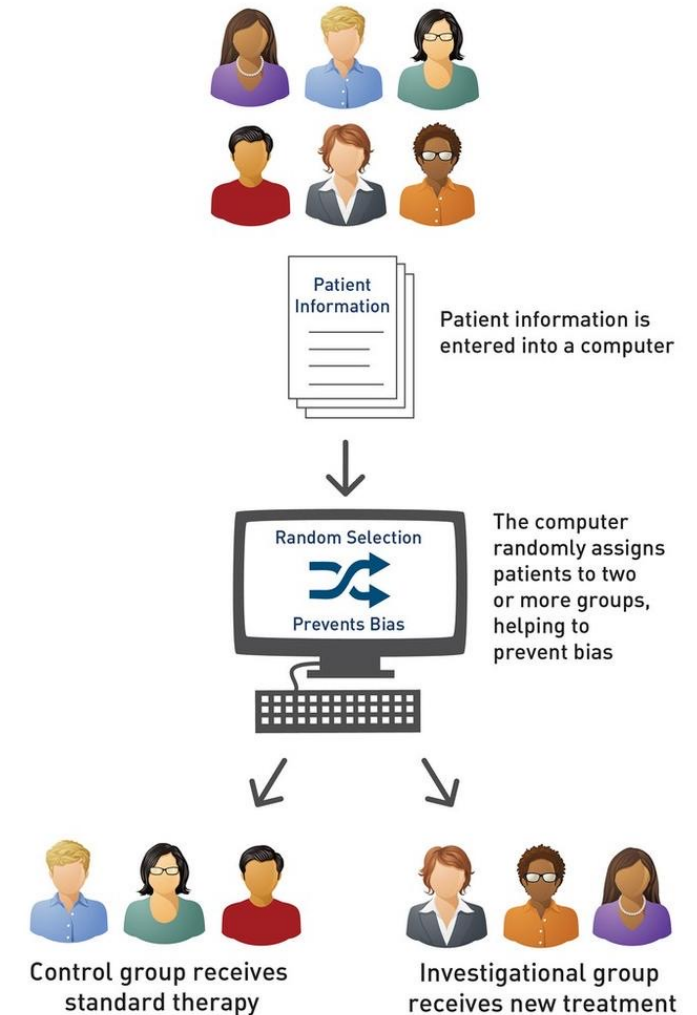 Patient
Information
Patient information is
entered into a computer
Random Selection
Prevents Bias
The computer
randomly assigns
patients to two
or more groups,
helping to
prevent bias
Control group receives
standard therapy
Investigational group
receives new treatment